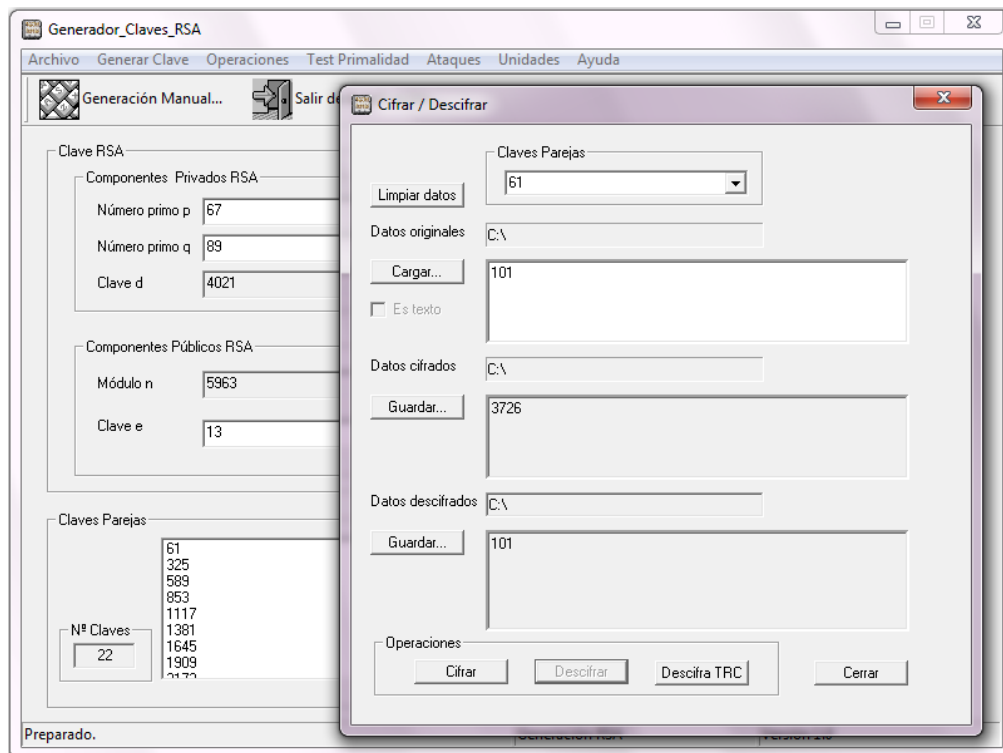 Generador_Claves_RSA
Archivo Generar Clave Operaciones Test Primalidad Ataques Unidades Ayuda
Generación Manual...
Salir
Clave RSA
Componentes Privados RSA
Número primo p 67
Número primo q 89
Clave d 4021
Componentes Públicos RSA
Módulo n 5963
Clave e 13
Claves Parejas
61
325
589
853
1117
1381
1645
1909
Nº Claves
22
Preparado.
Cifrar / Descifrar
Claves Parejas
61
Limpiar datos
Datos originales C:\
Cargar...
101
Es texto
Datos cifrados C:\
Guardar...
3726
Datos descifrados C:\
Guardar...
101
Operaciones
Cifrar Descifrar Descifra TRC Cerrar